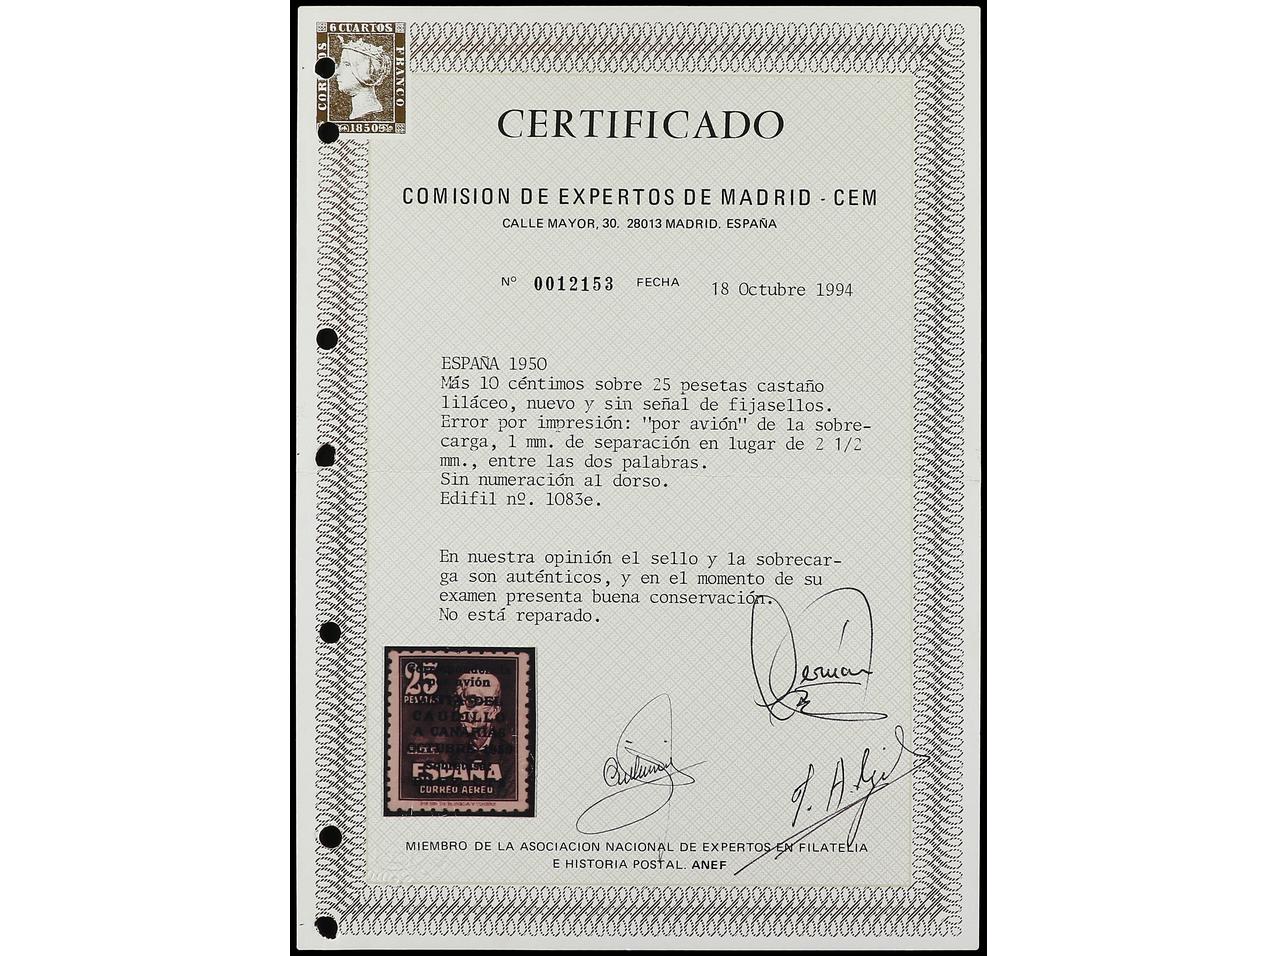 6 CUARTOS
FRANCO
1850
CERTIFICADO
COMISION DE EXPERTOS DE MADRID - CEM
CALLE MAYOR, 30. 28013 MADRID. ESPAÑA
Nº 0012153 FECHA 18 Octubre 1994
ESPAÑA 1950
Más 10 céntimos sobre 25 pesetas castaño
liláceo, nuevo y sin señal de fijasellos.
Error por impresión: "por avión" de la sobre-
carga, 1 mm. de separación en lugar de 2 1/2
mm., entre las dos palabras.
Sin numeración al dorso.
Edifil nº. 1083e.
En nuestra opinión el sello y la sobrecar-
ga son auténticos, y en el momento de su
examen presenta buena conservación.
No está reparado.
25
por avión
VISITA DEL
CAUDILLO
A CANARIAS
OCTUBRE 1950
ESPAÑA
CORREO AEREO
MIEMBRO DE LA ASOCIACION NACIONAL DE EXPERTOS EN FILATELIA
E HISTORIA POSTAL. ANEF